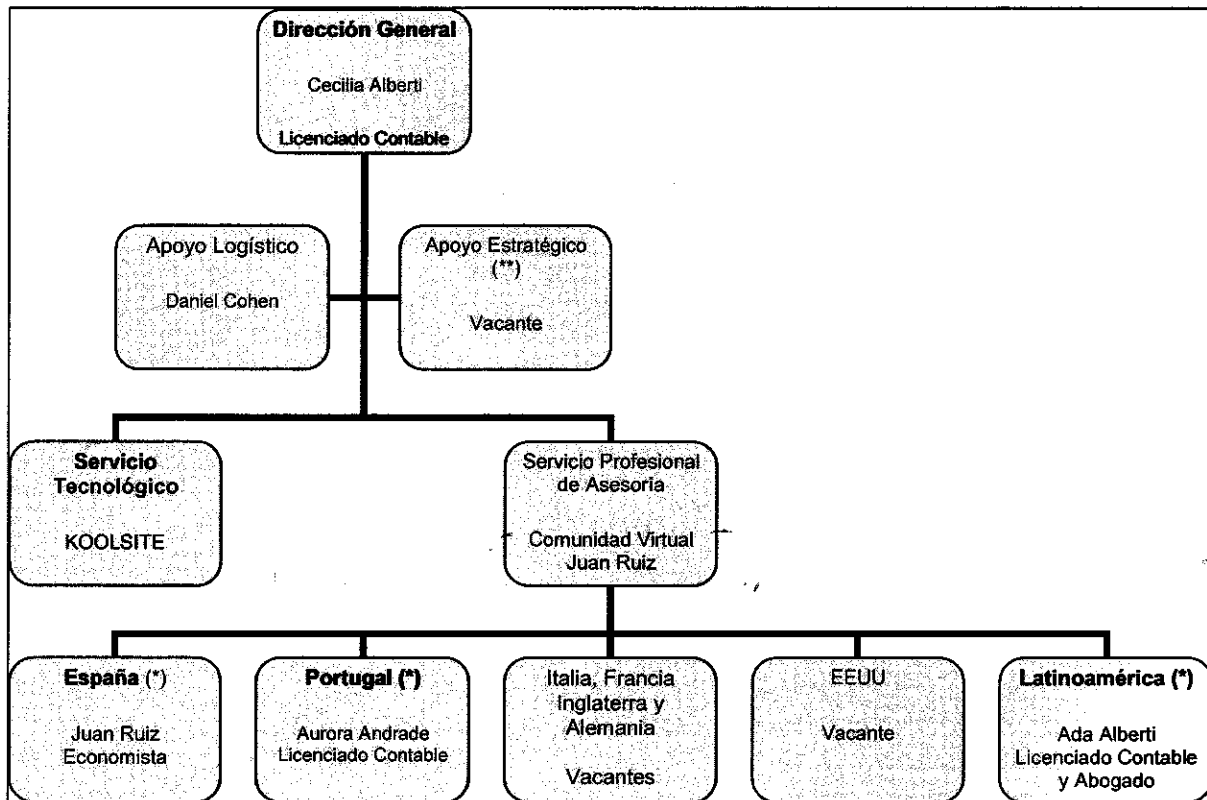 Dirección General
Cecilia Alberti
Licenciado Contable
Apoyo Logístico
Daniel Cohen
Apoyo Estratégico
(**)
Vacante
Servicio
Tecnológico
KOOLSITE
Servicio Profesional
de Asesoría
Comunidad Virtual
Juan Ruiz
España (*)
Juan Ruiz
Economista
Portugal (*)
Aurora Andrade
Licenciado Contable
Italia, Francia
Inglaterra y
Alemania
Vacantes
EEUU
Vacante
Latinoamérica (*)
Ada Alberti
Licenciado Contable
y Abogado